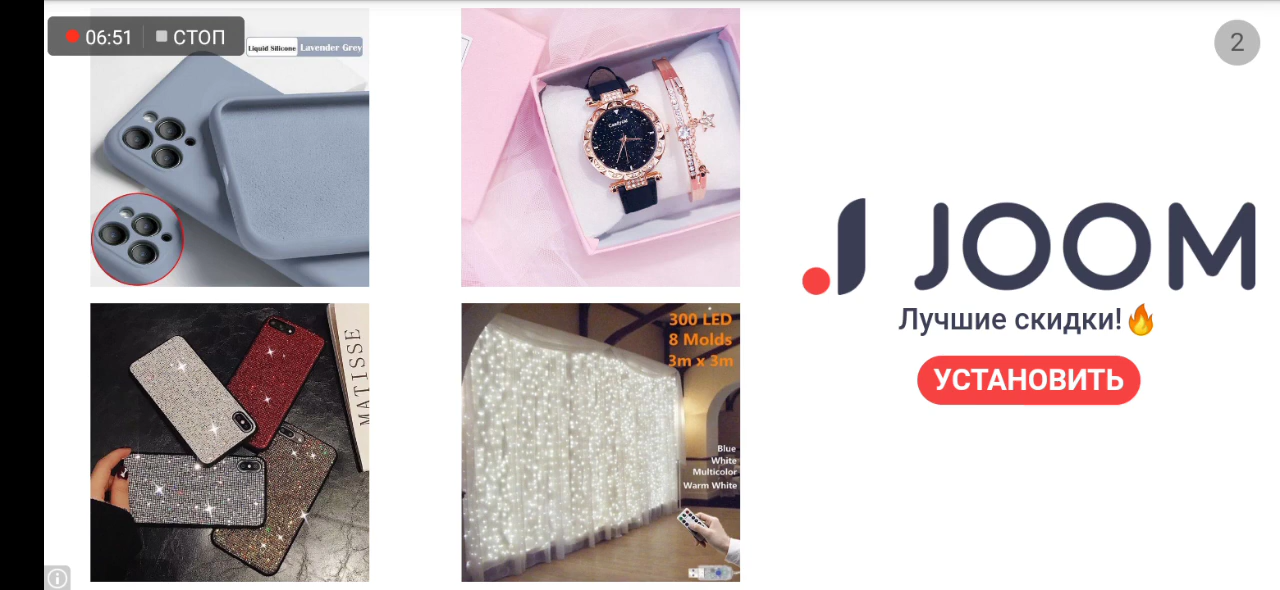 06:51
СТОП
Liquid Silicone
Lavender Grey
2
JOOM
Лучшие скидки!🔥
УСТАНОВИТЬ
MATISSE
300 LED
8 Molds
3m x 3m
Blue
White
Multicolor
Warm White